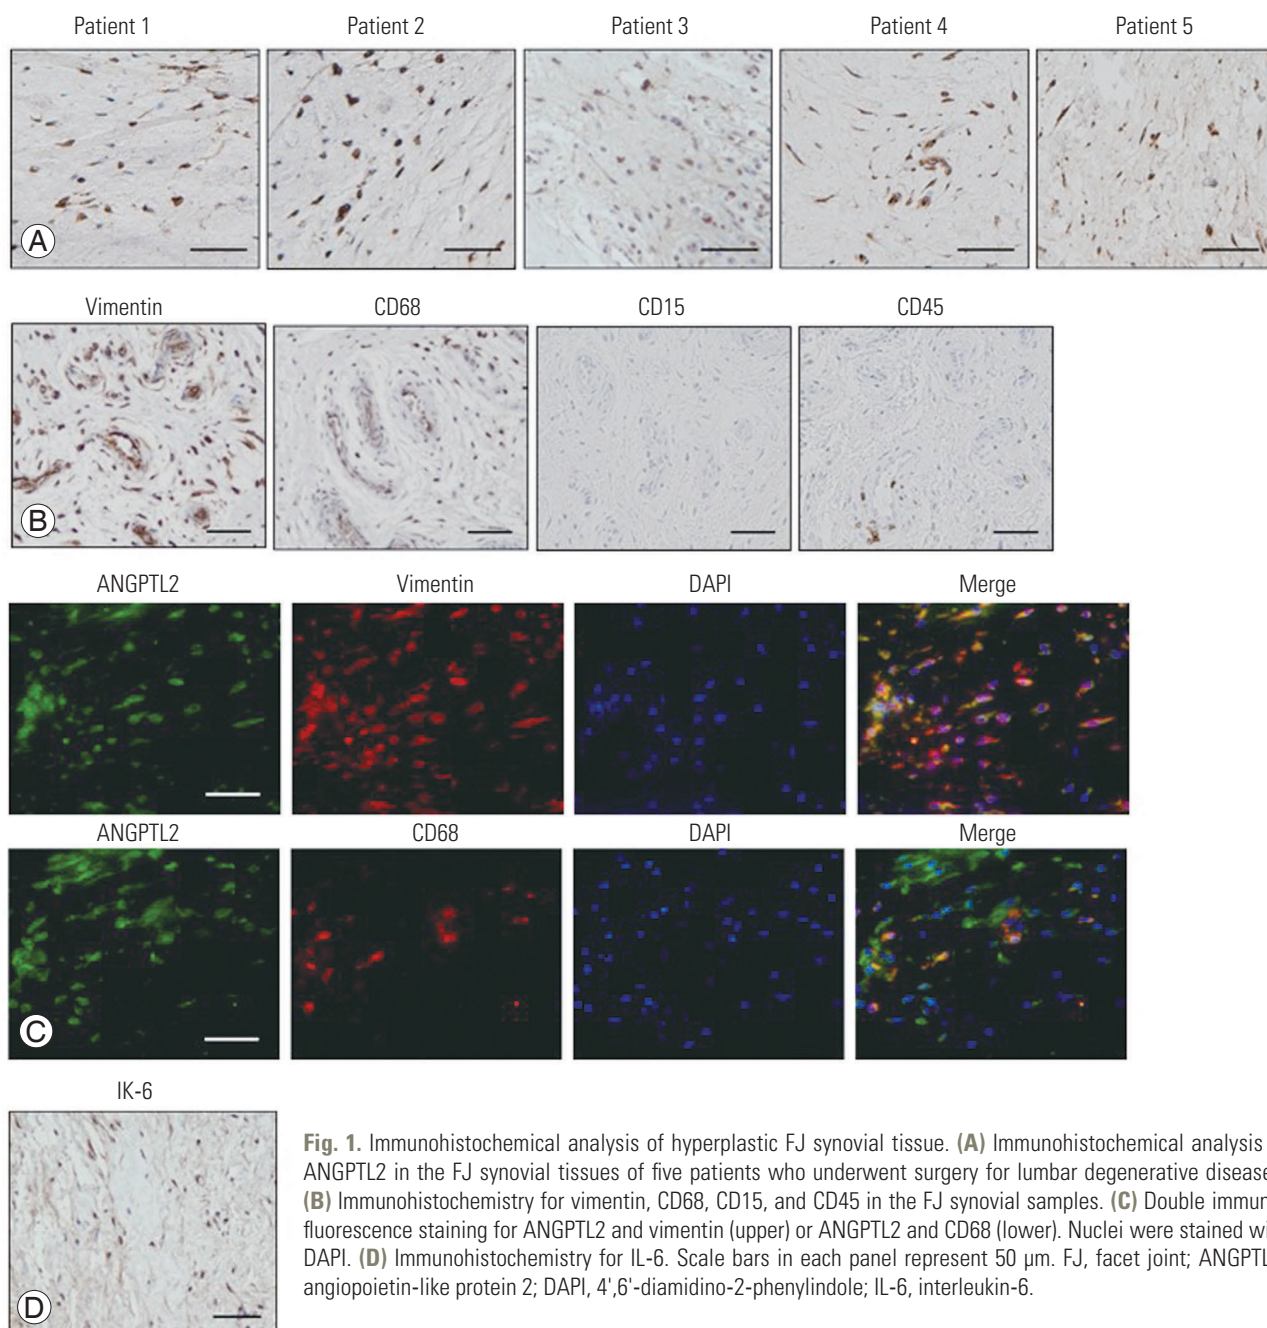 Patient 1 Patient 2 Patient 3 Patient 4 Patient 5
A
Vimentin CD68 CD15 CD45
B
ANGPTL2 Vimentin DAPI Merge
ANGPTL2 CD68 DAPI Merge
C
IK-6
D
Fig. 1. Immunohistochemical analysis of hyperplastic FJ synovial tissue. (A) Immunohistochemical analysis
ANGPTL2 in the FJ synovial tissues of five patients who underwent surgery for lumbar degenerative disease
(B) Immunohistochemistry for vimentin, CD68, CD15, and CD45 in the FJ synovial samples. (C) Double immun
fluorescence staining for ANGPTL2 and vimentin (upper) or ANGPTL2 and CD68 (lower). Nuclei were stained wi
DAPI. (D) Immunohistochemistry for IL-6. Scale bars in each panel represent 50 μm. FJ, facet joint; ANGPTL
angiopoietin-like protein 2; DAPI, 4',6'-diamidino-2-phenylindole; IL-6, interleukin-6.